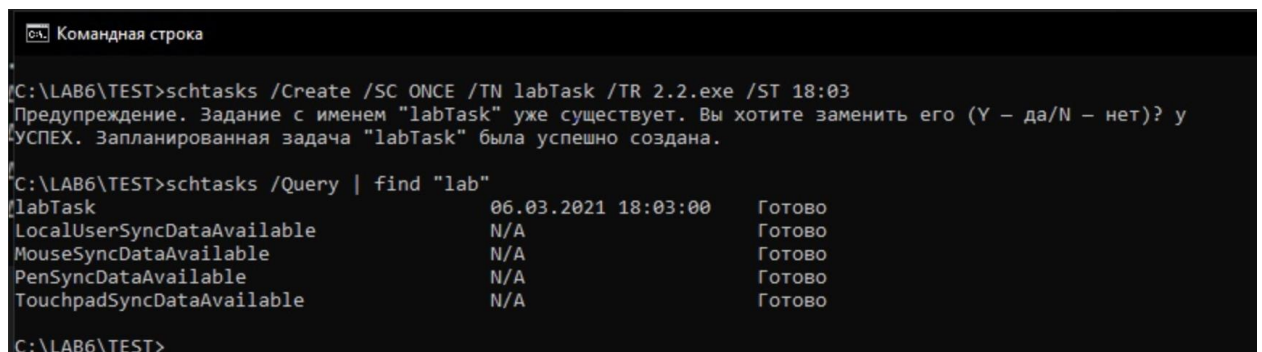 Командная строка
C:\LAB6\TEST>schtasks /Create /SC ONCE /TN labTask /TR 2.2.exe /ST 18:03
Предупреждение. Задание с именем "labTask" уже существует. Вы хотите заменить его (Y – да/N – нет)? y
УСПЕХ. Запланированная задача "labTask" была успешно создана.
C:\LAB6\TEST>schtasks /Query | find "lab"
labTask 06.03.2021 18:03:00 Готово
LocalUserSyncDataAvailable N/A Готово
MouseSyncDataAvailable N/A Готово
PenSyncDataAvailable N/A Готово
TouchpadSyncDataAvailable N/A Готово
C:\LAB6\TEST>